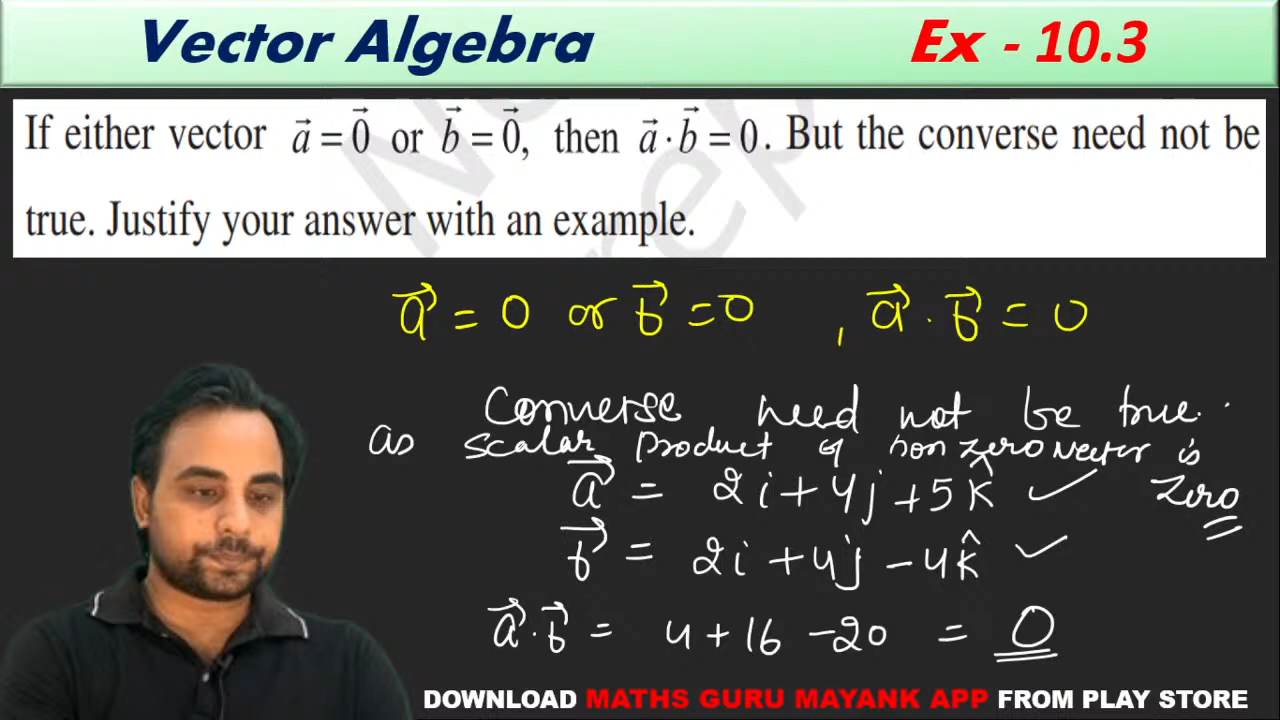 Vector Algebra Ex - 10.3
If either vector a⃗ = 0⃗ or b⃗ = 0⃗, then a⃗ · b⃗ = 0. But the converse need not be
true. Justify your answer with an example.
a⃗ = 0 or b⃗ = 0 , a⃗ . b⃗ = 0
Converse need not be true.
as scalar product of non zero vector is
zero
a⃗ = 2i + 4j + 5k̂ ✓
b⃗ = 2i + 4j - 4k̂ ✓
a⃗ . b⃗ = 4 + 16 - 20 = 0
DOWNLOAD MATHS GURU MAYANK APP FROM PLAY STORE